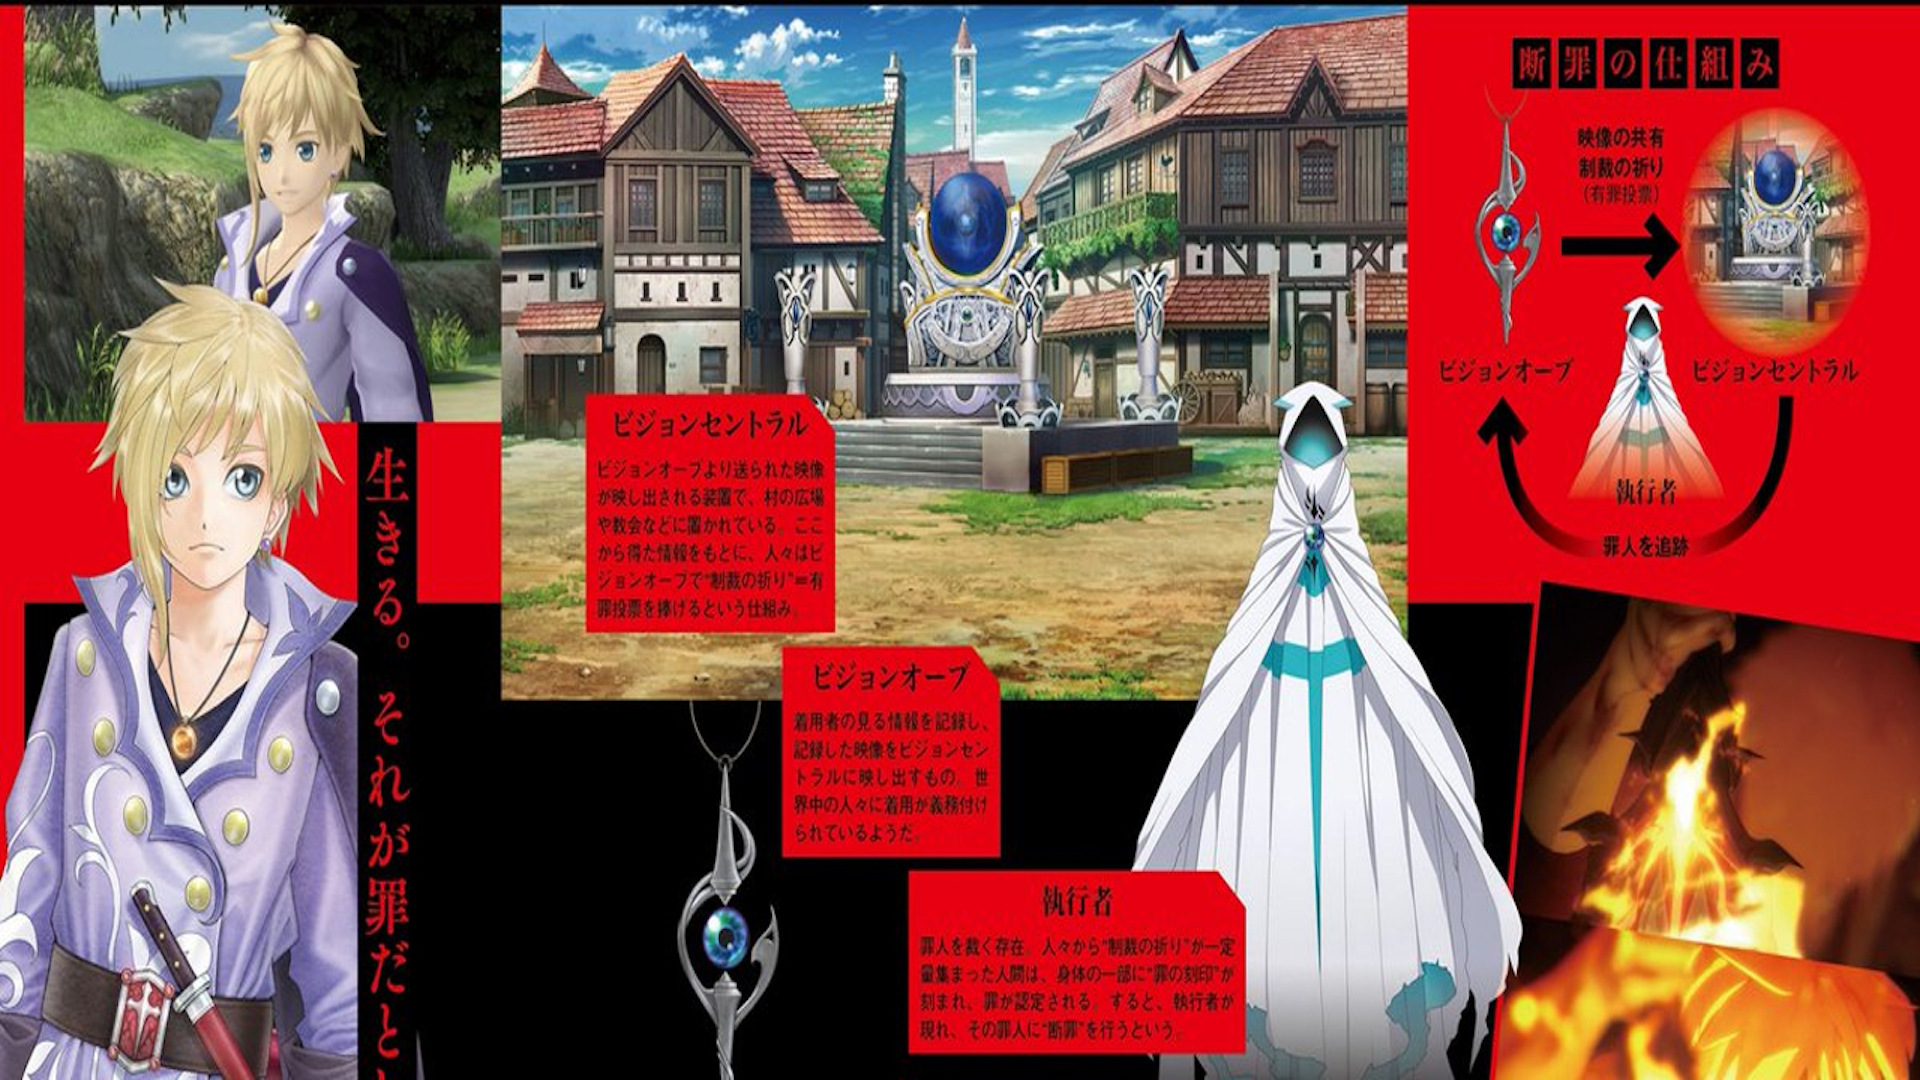 生きる。それが罪だとし
ビジョンセントラル
ビジョンオーブより送られた映像
が映し出される装置で、村の広場
や教会などに置かれている。ここ
から得た情報をもとに、人々はビ
ジョンオーブで“制裁の祈り”＝有
罪投票を捧げるという仕組み。
ビジョンオーブ
着用者の見る情報を記録し、
記録した映像をビジョンセン
トラルに映し出すもの。世
界中の人々に着用が義務付け
られているようだ。
執行者
罪人を裁く存在。人々から“制裁の祈り”が一定
量集まった人間は、身体の一部に“罪の刻印”が
刻まれ、罪が認定される。すると、執行者が
現れ、その罪人に“断罪”を行うという。
断罪の仕組み
映像の共有
制裁の祈り
（有罪投票）
ビジョンオーブ
ビジョンセントラル
執行者
罪人を追跡